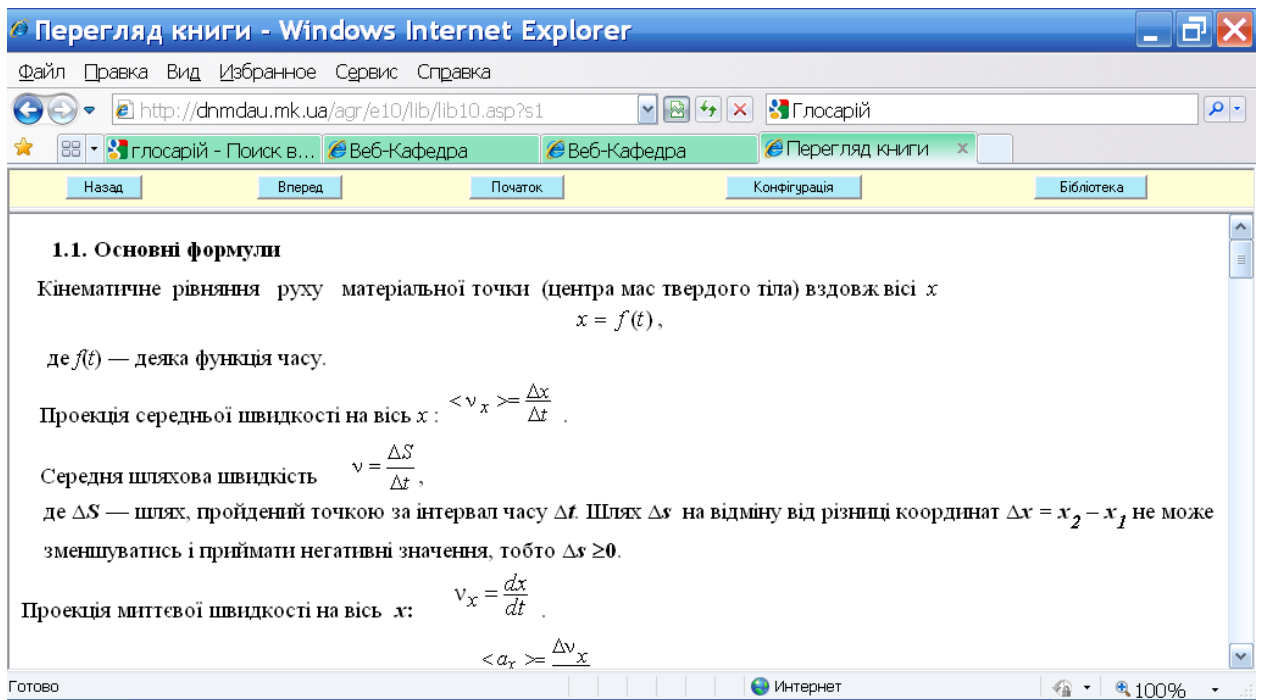 Перегляд книги - Windows Internet Explorer
Файл Правка Вид Избранное Сервис Справка
http://dnmdau.mk.ua/agr/e10/lib/lib10.asp?s1 Глосарій
глосарій - Поиск в... Веб-Кафедра Веб-Кафедра Перегляд книги
Назад Вперед Початок Конфігурація Бібліотека
1.1. Основні формули
Кінематичне рівняння руху матеріальної точки (центра мас твердого тіла) вздовж вісі x
x = f(t),
де f(t) — деяка функція часу.
Проекція середньої швидкості на вісь x : < ν_x >= Δx/Δt .
Середня шляхова швидкість ν = ΔS/Δt ,
де ΔS — шлях, пройдений точкою за інтервал часу Δt. Шлях Δs на відміну від різниці координат Δx = x₂ – x₁ не може
зменшуватись і приймати негативні значення, тобто Δs ≥0.
Проекція миттєвої швидкості на вісь x: ν_x = dx/dt .
< a_x >= Δν_x
Готово Интернет 100%